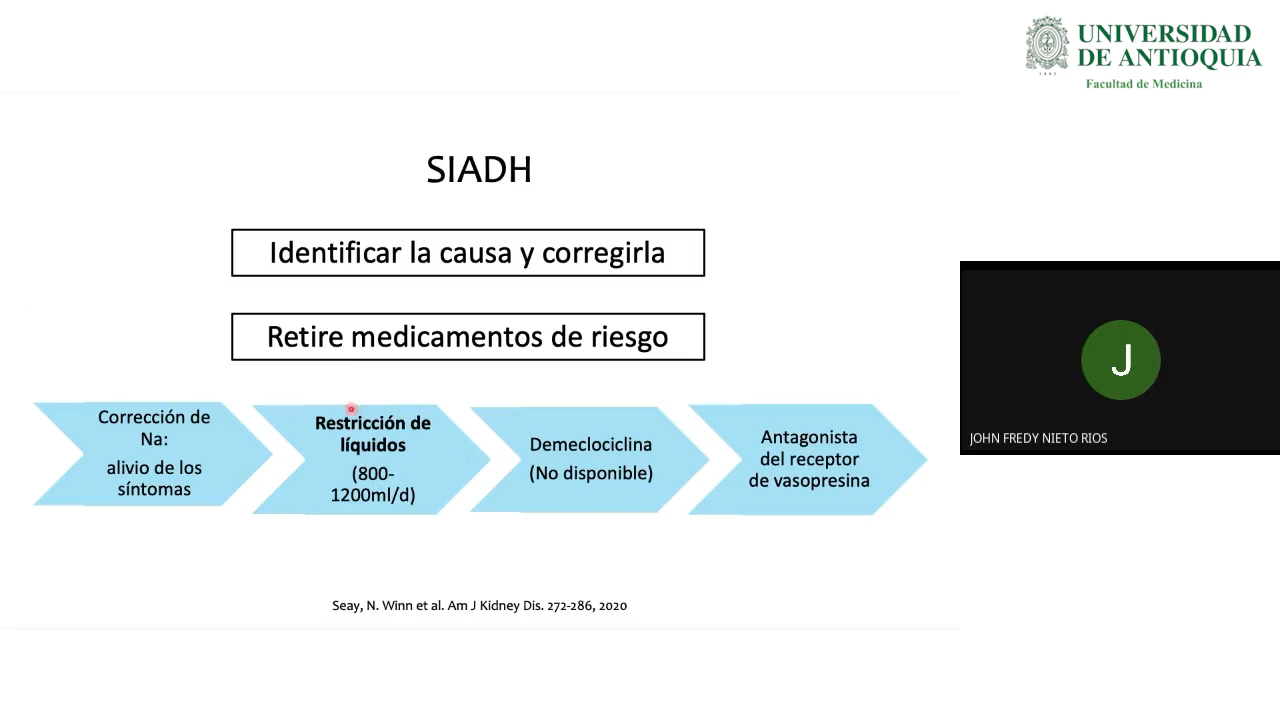 UNIVERSIDAD
DE ANTIOQUIA
1803
Facultad de Medicina
SIADH
Identificar la causa y corregirla
Retire medicamentos de riesgo
Corrección de
Na:
alivio de los
síntomas
Restricción de
líquidos
(800-
1200ml/d)
Demeclociclina
(No disponible)
Antagonista
del receptor
de vasopresina
J
JOHN FREDY NIETO RIOS
Seay, N. Winn et al. Am J Kidney Dis. 272-286, 2020